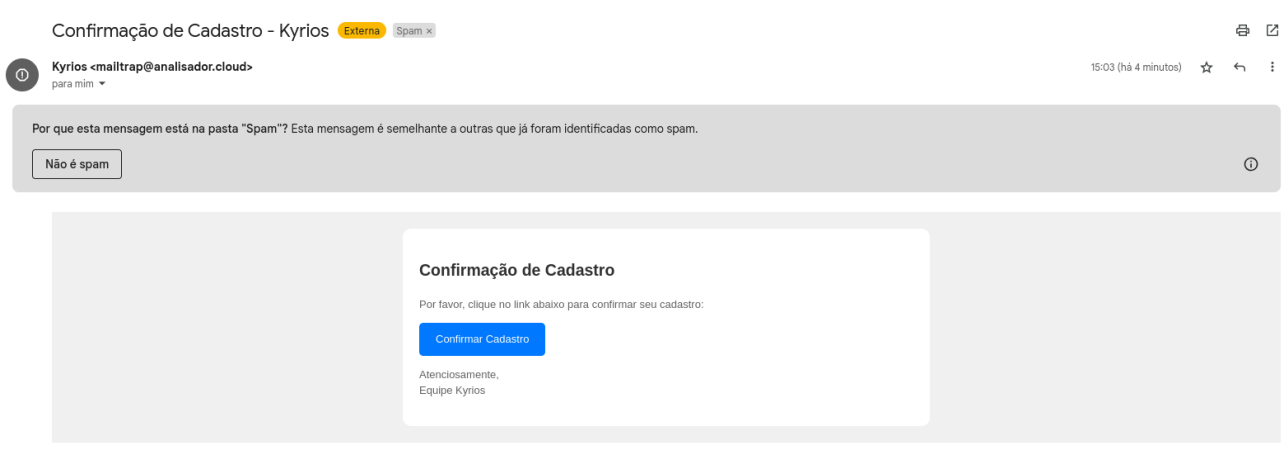 Confirmação de Cadastro - Kyrios Externa Spam ×
Kyrios <mailtrap@analisador.cloud> 15:03 (há 4 minutos)
para mim
Por que esta mensagem está na pasta "Spam"? Esta mensagem é semelhante a outras que já foram identificadas como spam.
Não é spam
Confirmação de Cadastro
Por favor, clique no link abaixo para confirmar seu cadastro:
Confirmar Cadastro
Atenciosamente,
Equipe Kyrios